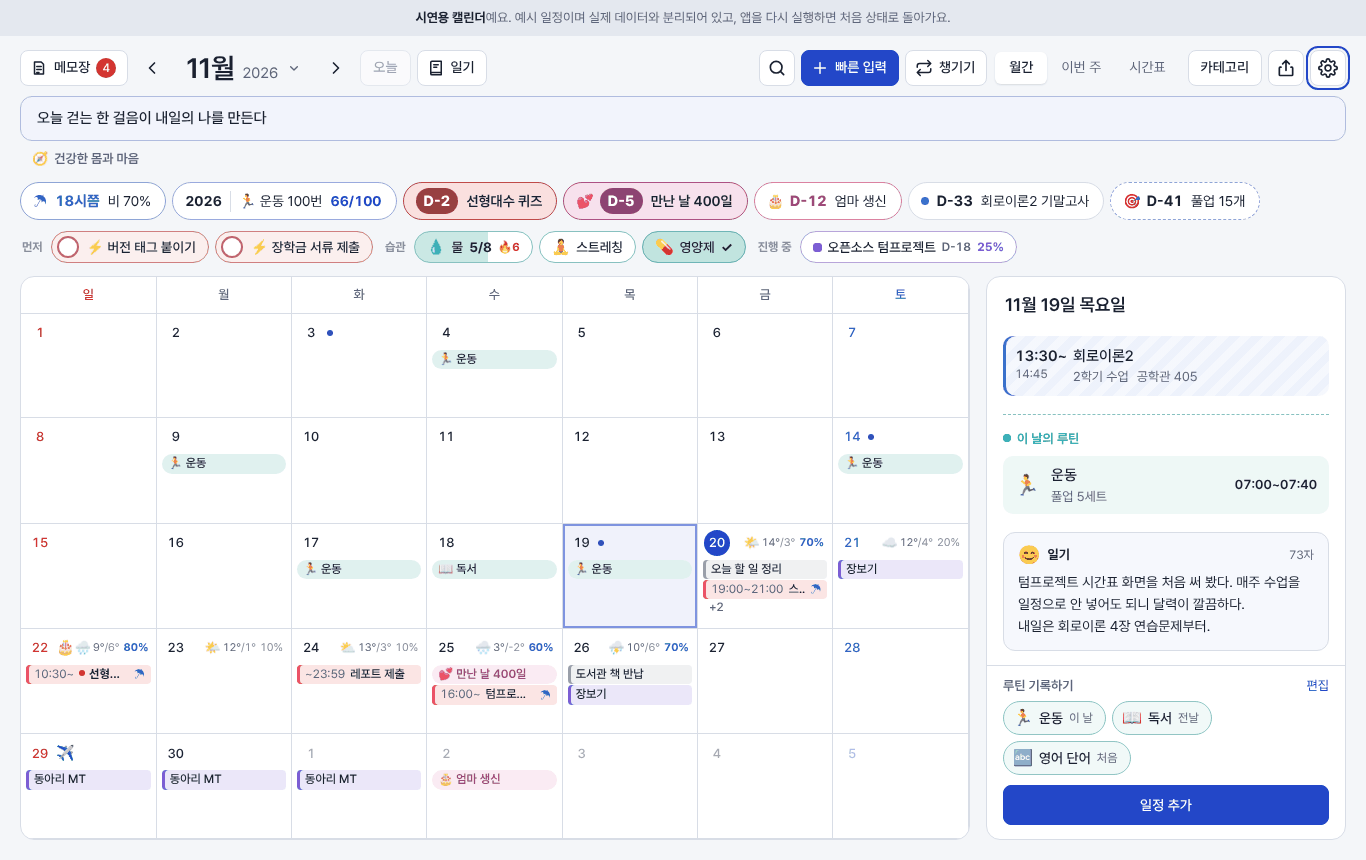 시연용 캘린더예요. 예시 일정이며 실제 데이터와 분리되어 있고, 앱을 다시 실행하면 처음 상태로 돌아가요.
메모장 4 11월 2026 오늘 일기 빠른 입력 챙기기 월간 이번 주 시간표 카테고리
오늘 걷는 한 걸음이 내일의 나를 만든다
건강한 몸과 마음
18시쯤 비 70% 2026 운동 100번 66/100 D-2 선형대수 퀴즈 D-5 만난 날 400일 D-12 엄마 생신 D-33 회로이론2 기말고사 D-41 풀업 15개
먼저 버전 태그 붙이기 장학금 서류 제출 습관 물 5/8 6 스트레칭 영양제 진행 중 오픈소스 텀프로젝트 D-18 25%
일 월 화 수 목 금 토
1 2 3 4 5 6 7
운동
8 9 10 11 12 13 14
운동 운동
15 16 17 18 19 20 14°/3° 70% 21 12°/4° 20%
운동 독서 운동 오늘 할 일 정리 장보기
19:00~21:00 스..
+2
22 9°/6° 80% 23 12°/1° 10% 24 13°/3° 10% 25 3°/-2° 60% 26 10°/6° 70% 27 28
10:30~ 선형... ~23:59 레포트 제출 만난 날 400일 도서관 책 반납
16:00~ 텀프로... 장보기
29 30 1 2 3 4 5
동아리 MT 동아리 MT 동아리 MT 엄마 생신
11월 19일 목요일
13:30~ 회로이론2
14:45 2학기 수업 공학관 405
이 날의 루틴
운동
풀업 5세트
07:00~07:40
일기 73자
텀프로젝트 시간표 화면을 처음 써 봤다. 매주 수업을
일정으로 안 넣어도 되니 달력이 깔끔하다.
내일은 회로이론 4장 연습문제부터.
루틴 기록하기 편집
운동 이 날 독서 전날
abc 영어 단어 처음
일정 추가